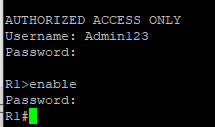 AUTHORIZED ACCESS ONLY
Username: Admin123
Password:
R1>enable
Password:
R1#